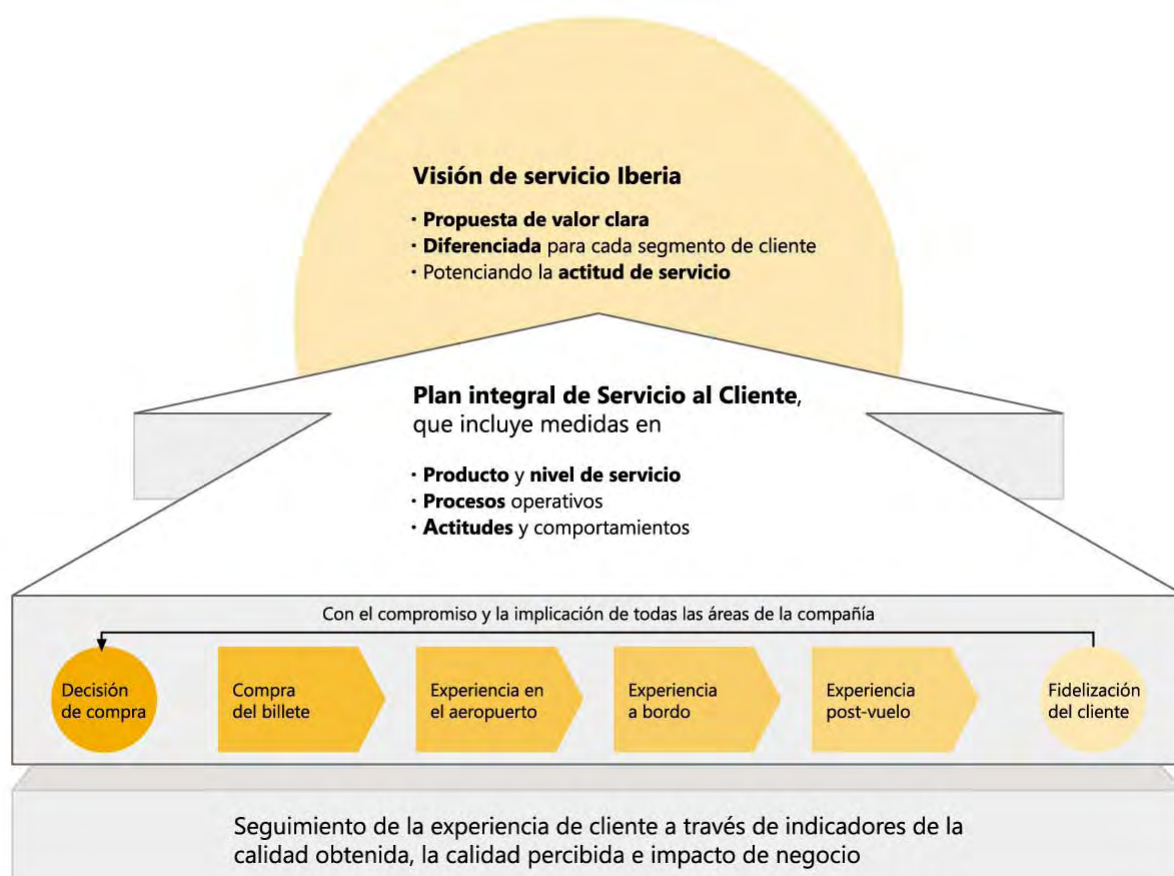 Visión de servicio Iberia
· Propuesta de valor clara
· Diferenciada para cada segmento de cliente
· Potenciando la actitud de servicio
Plan integral de Servicio al Cliente,
que incluye medidas en
· Producto y nivel de servicio
· Procesos operativos
· Actitudes y comportamientos
Con el compromiso y la implicación de todas las áreas de la compañía
Decisión
de compra
Compra
del billete
Experiencia en
el aeropuerto
Experiencia
a bordo
Experiencia
post-vuelo
Fidelización
del cliente
Seguimiento de la experiencia de cliente a través de indicadores de la
calidad obtenida, la calidad percibida e impacto de negocio